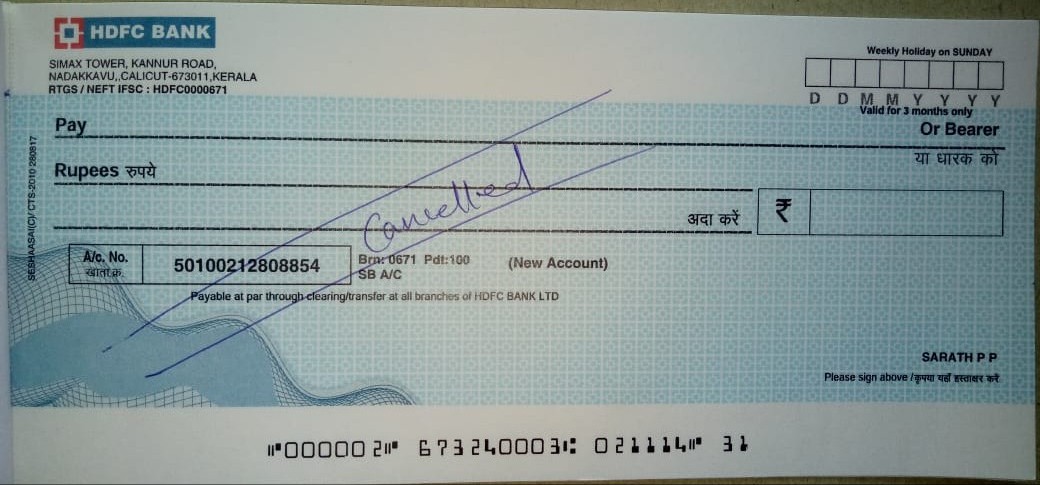 HDFC BANK
SIMAX TOWER, KANNUR ROAD,
NADAKKAVU,,CALICUT-673011,KERALA
RTGS / NEFT IFSC : HDFC0000671
Weekly Holiday on SUNDAY
D D M M Y Y Y Y
Valid for 3 months only
Pay
Or Bearer
या धारक को
Rupees रुपये
Cancelled
अदा करें ₹
A/c. No.
खाता क्र.
50100212808854
Brn: 0671 Pdt:100 (New Account)
SB A/C
Payable at par through clearing/transfer at all branches of HDFC BANK LTD
SESHAASAI(C)/ CTS-2010 280817
SARATH P P
Please sign above /कृपया यहाँ हस्ताक्षर करें
⑈000002⑈ 673240003⑆ 021114⑈ 31